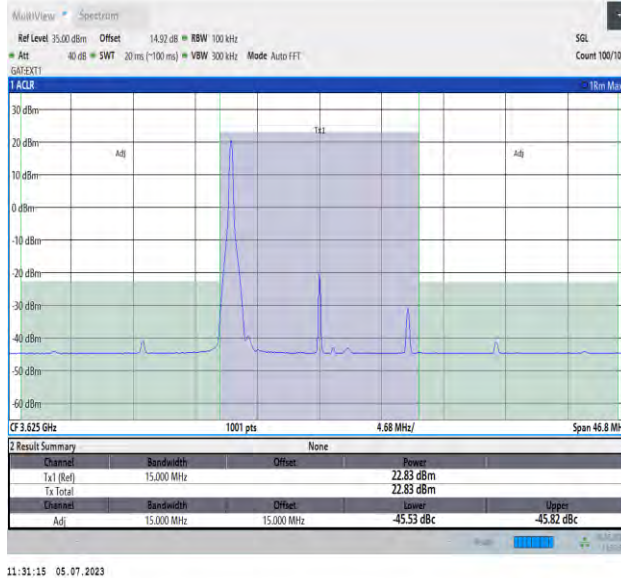 MultiView Spectrum
Ref Level 35.00 dBm Offset 14.92 dB RBW 100 kHz SGL
Att 40 dB SWT 20 ms (~100 ms) VBW 300 kHz Mode Auto FFT Count 100/10
GAT:EXT1
1 ACLR 1Rm Max
30 dBm
Tx1
20 dBm
Adj Adj
10 dBm
0 dBm
-10 dBm
-20 dBm
-30 dBm
-40 dBm
-50 dBm
-60 dBm
CF 3.625 GHz 1001 pts 4.68 MHz/ Span 46.8 MH
2 Result Summary None
Channel Bandwidth Offset Power
Tx1 (Ref) 15.000 MHz 22.83 dBm
Tx Total 22.83 dBm
Channel Bandwidth Offset Lower Upper
Adj 15.000 MHz 15.000 MHz -45.53 dBc -45.82 dBc
11:31:15 05.07.2023